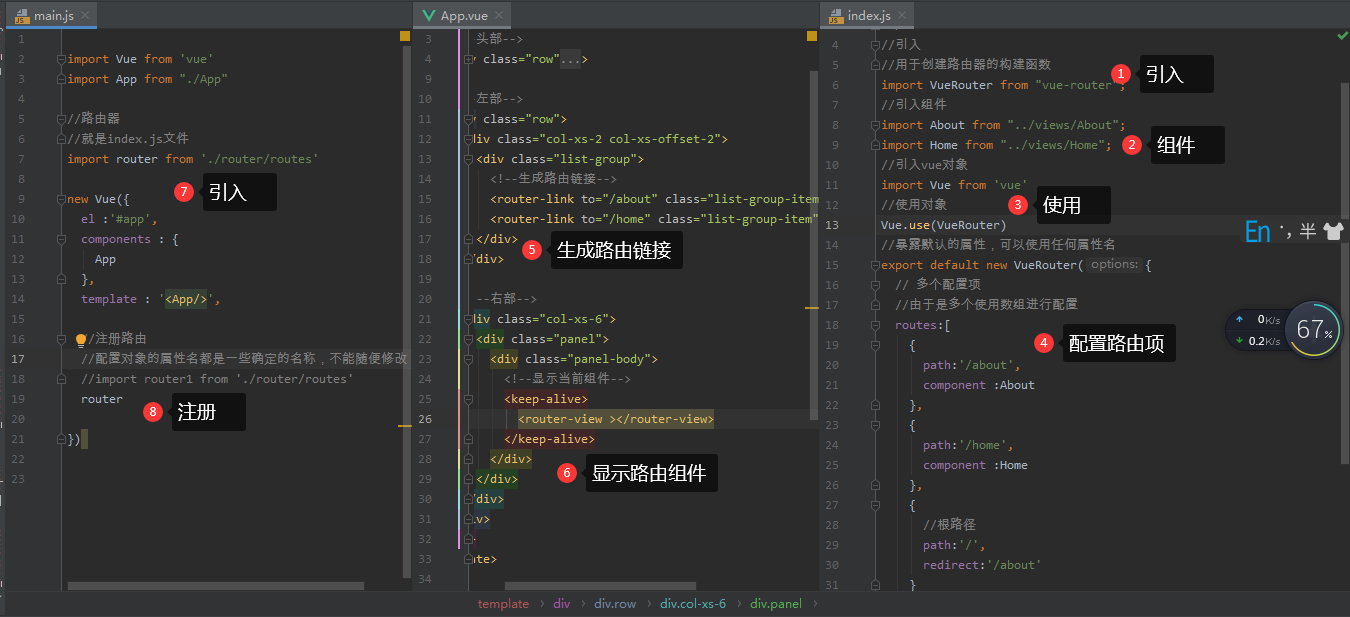 main.js
App.vue
index.js
1
2 import Vue from 'vue'
3 import App from "./App"
4
5 //路由器
6 //就是index.js文件
7 import router from './router/routes'
8
9 new Vue({
10 el :'#app',
11 components : {
12 App
13 },
14 template : '<App/>',
15
16 //注册路由
17 //配置对象的属性名都是一些确定的名称，不能随便修改
18 //import router1 from './router/routes'
19 router
20
21 })
22
23
7 引入
8 注册
3 头部-->
4 class="row"...>
9
10 左部-->
11 class="row">
12 div class="col-xs-2 col-xs-offset-2">
13 <div class="list-group">
14 <!--生成路由链接-->
15 <router-link to="/about" class="list-group-item"
16 <router-link to="/home" class="list-group-item"
17 </div>
18 /div>
19
20 --右部-->
21 div class="col-xs-6">
22 <div class="panel">
23 <div class="panel-body">
24 <!--显示当前组件-->
25 <keep-alive>
26 <router-view ></router-view>
27 </keep-alive>
28 </div>
29 </div>
30 /div>
31 v>
32
33 ate>
34
5 生成路由链接
6 显示路由组件
4 //引入
5 //用于创建路由器的构建函数
6 import VueRouter from "vue-router";
7 //引入组件
8 import About from "../views/About";
9 import Home from "../views/Home";
10 //引入vue对象
11 import Vue from 'vue'
12 //使用对象
13 Vue.use(VueRouter)
14 //暴露默认的属性，可以使用任何属性名
15 export default new VueRouter( options: {
16 // 多个配置项
17 //由于是多个使用数组进行配置
18 routes:[
19 {
20 path:'/about',
21 component :About
22 },
23 {
24 path:'/home',
25 component :Home
26 },
27 {
28 //根路径
29 path:'/',
30 redirect:'/about'
31 }
1 引入
2 组件
3 使用
4 配置路由项
En 半
0K/s
0.2K/s
67%
template › div › div.row › div.col-xs-6 › div.panel ›